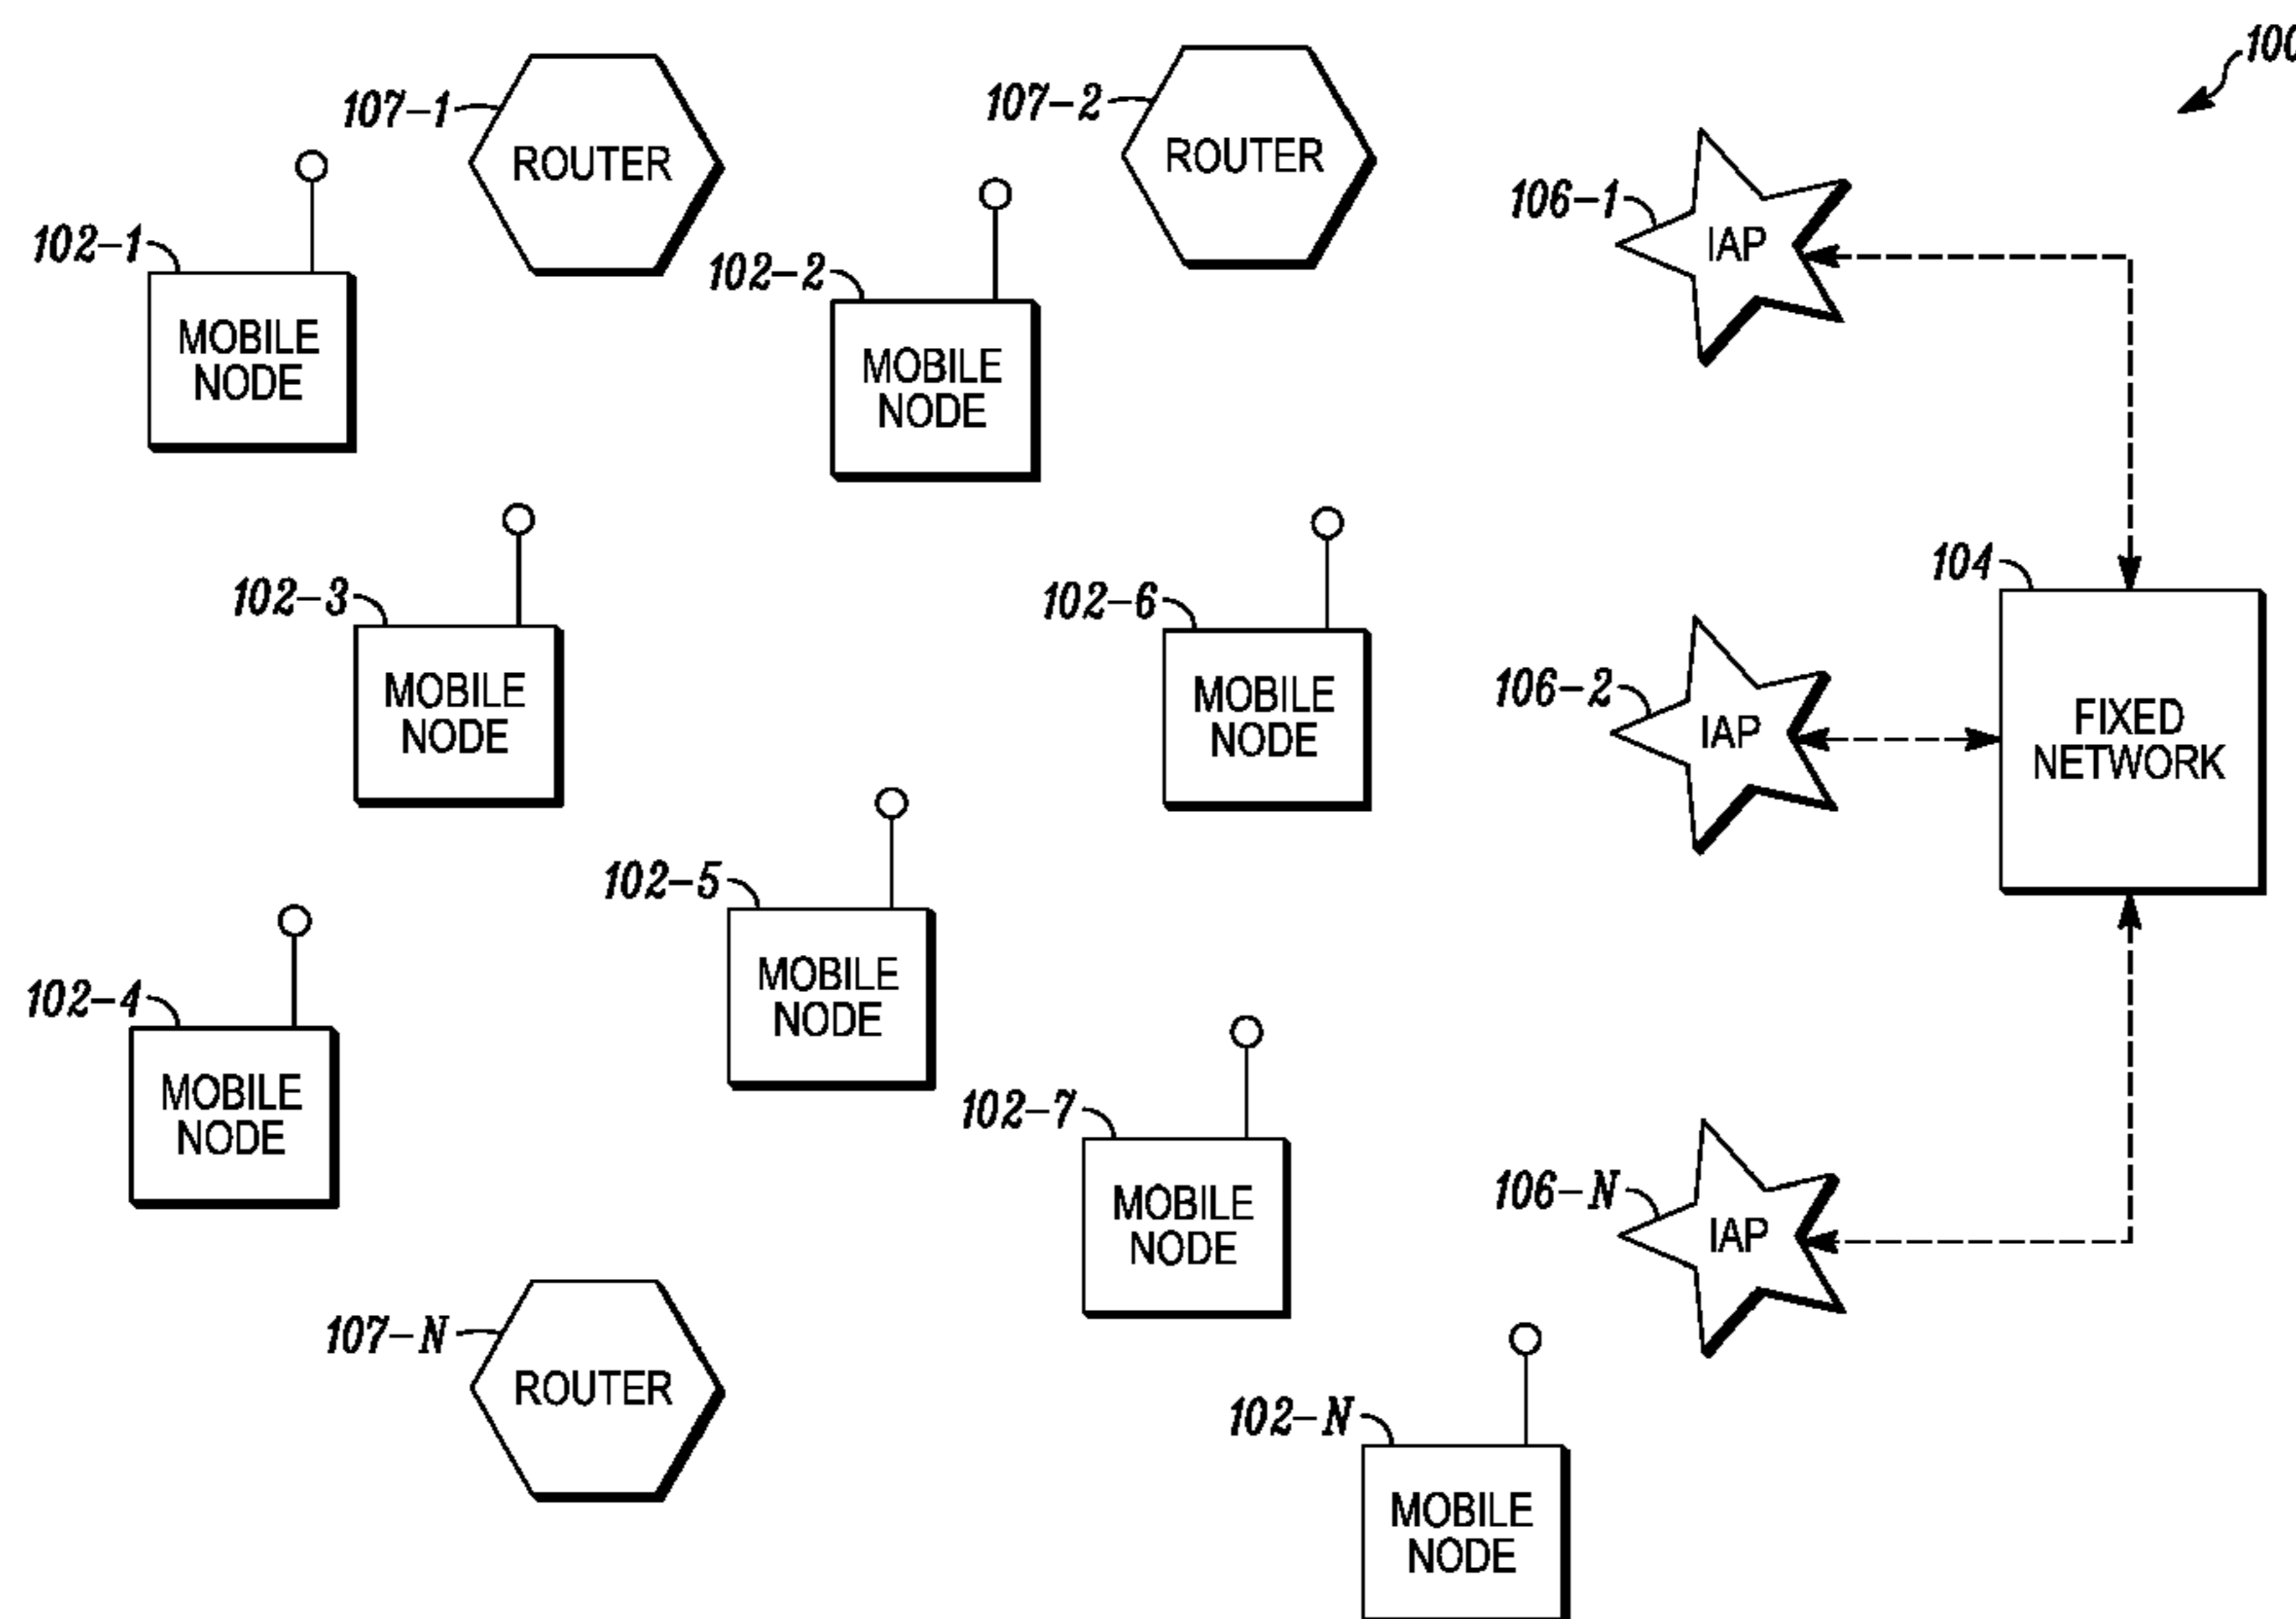 100
107-1
ROUTER
107-2
ROUTER
106-1
IAP
102-1
MOBILE
NODE
102-2
MOBILE
NODE
102-3
MOBILE
NODE
102-6
MOBILE
NODE
104
FIXED
NETWORK
106-2
IAP
102-5
MOBILE
NODE
102-4
MOBILE
NODE
102-7
MOBILE
NODE
106-N
IAP
107-N
ROUTER
102-N
MOBILE
NODE